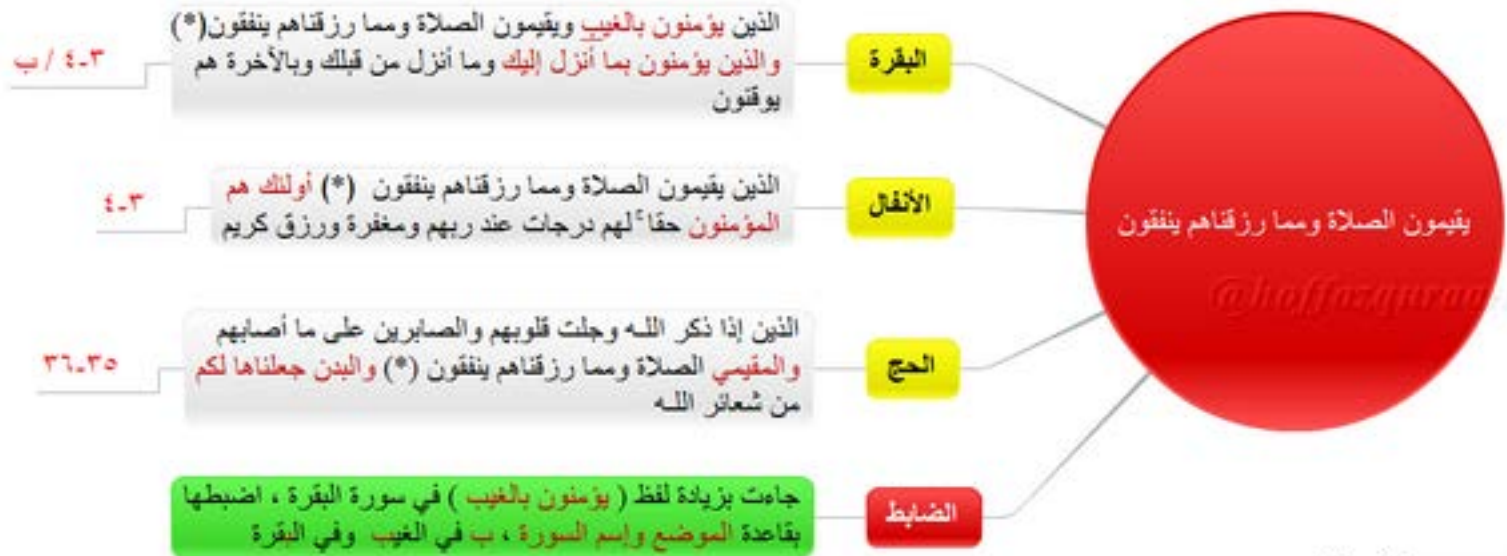 يقيمون الصلاة ومما رزقناهم ينفقون
@hoffazquraan
البقرة
الذين يؤمنون بالغيب ويقيمون الصلاة ومما رزقناهم ينفقون(*)
والذين يؤمنون بما أنزل إليك وما أنزل من قبلك وبالآخرة هم
يوقنون
٣-٤ / ب
الأنفال
الذين يقيمون الصلاة ومما رزقناهم ينفقون (*) أولئك هم
المؤمنون حقا ۚ لهم درجات عند ربهم ومغفرة ورزق كريم
٣-٤
الحج
الذين إذا ذكر اللـه وجلت قلوبهم والصابرين على ما أصابهم
والمقيمي الصلاة ومما رزقناهم ينفقون (*) والبدن جعلناها لكم
من شعائر اللـه
٣٥-٣٦
الضابط
جاءت بزيادة لفظ ( يؤمنون بالغيب ) في سورة البقرة ، اضبطها
بقاعدة الموضع وإسم السورة ، ب في الغيب وفي البقرة